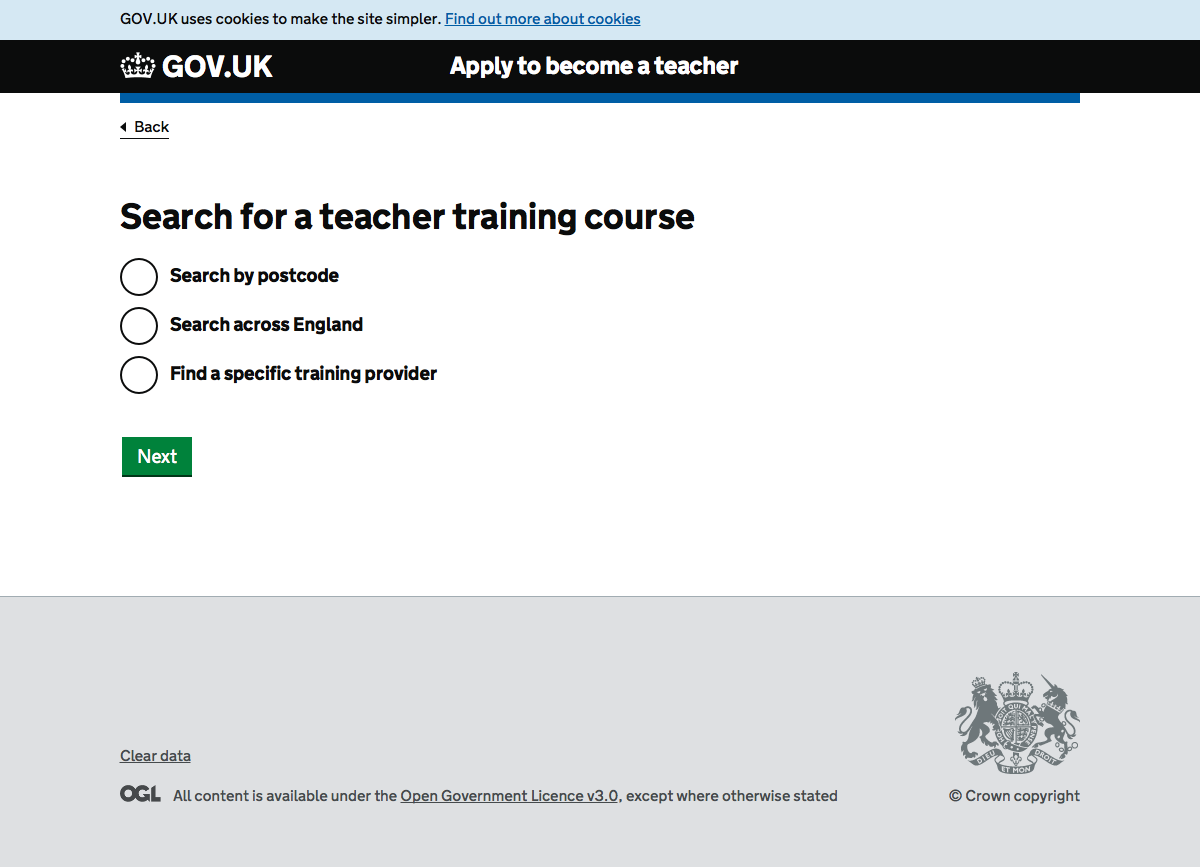 GOV.UK uses cookies to make the site simpler. Find out more about cookies
GOV.UK Apply to become a teacher
Back
Search for a teacher training course
Search by postcode
Search across England
Find a specific training provider
Next
Clear data
OGL All content is available under the Open Government Licence v3.0, except where otherwise stated
DIEU ET MON DROIT
© Crown copyright